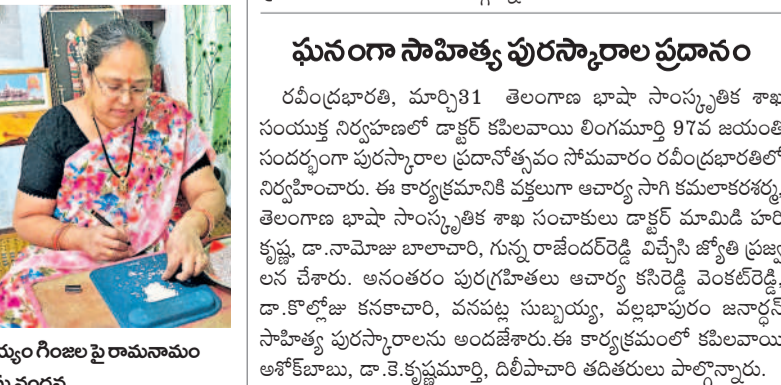 ఘనంగా సాహిత్య పురస్కారాల ప్రదానం
రవీంద్రభారతి, మార్చి31 తెలంగాణ భాషా సాంస్కృతిక శాఖ
సంయుక్త నిర్వహణలో డాక్టర్ కపిలవాయి లింగమూర్తి 97వ జయంతి
సందర్భంగా పురస్కారాల ప్రదానోత్సవం సోమవారం రవీంద్రభారతిలో
నిర్వహించారు. ఈ కార్యక్రమానికి వక్తలుగా ఆచార్య సాగి కమలాకరశర్మ,
తెలంగాణ భాషా సాంస్కృతిక శాఖ సంచాకులు డాక్టర్ మామిడి హరి
కృష్ణ, డా.నామోజు బాలాచారి, గున్న రాజేందర్‌రెడ్డి విచ్చేసి జ్యోతి ప్రజ్వ
లన చేశారు. అనంతరం పురగ్రహితలు ఆచార్య కసిరెడ్డి వెంకట్‌రెడ్డి,
డా.కొల్లోజు కనకాచారి, వనపట్ల సుబ్బయ్య, వల్లభాపురం జనార్ధన్
సాహిత్య పురస్కారాలను అందజేశారు.ఈ కార్యక్రమంలో కపిలవాయి
అశోక్‌బాబు, డా.కె.కృష్ణమూర్తి, దిలీపాచారి తదితరులు పాల్గొన్నారు.
గింజల పై రామనామం